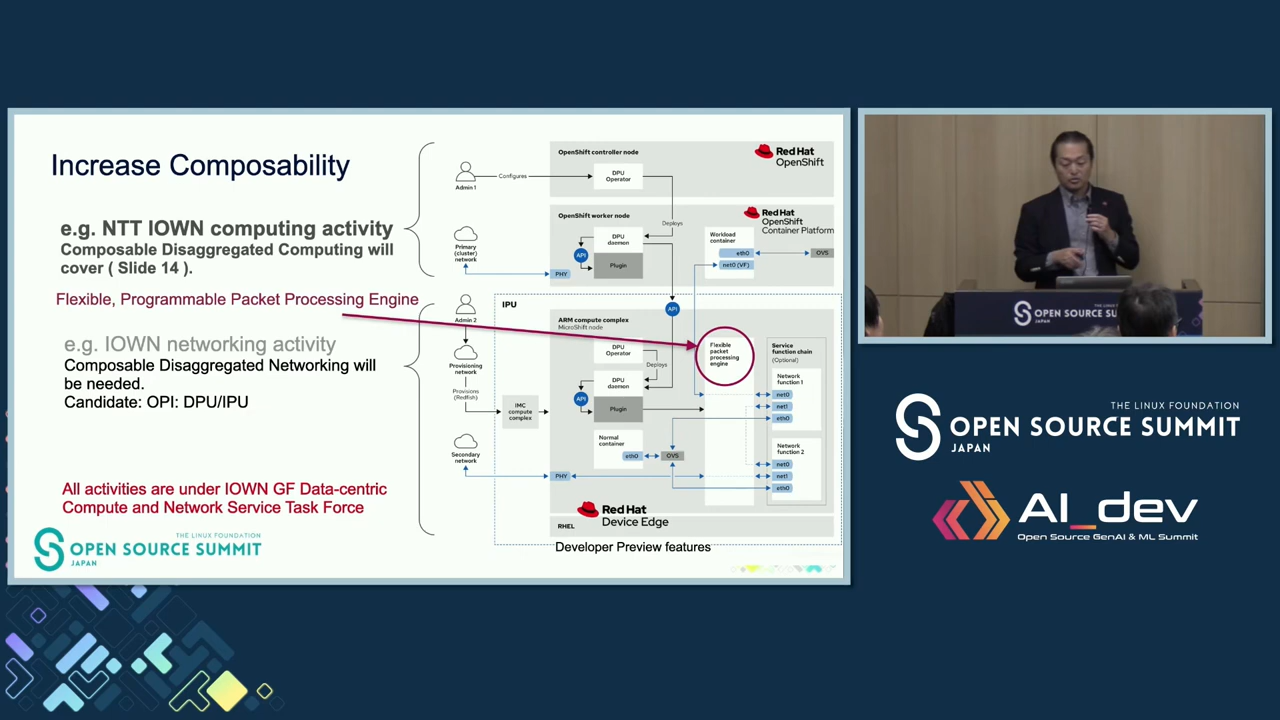 Increase Composability
e.g. NTT IOWN computing activity
Composable Disaggregated Computing will
cover ( Slide 14 ).
Flexible, Programmable Packet Processing Engine
e.g. IOWN networking activity
Composable Disaggregated Networking will
be needed.
Candidate: OPI: DPU/IPU
All activities are under IOWN GF Data-centric
Compute and Network Service Task Force
THE LINUX FOUNDATION
OPEN SOURCE SUMMIT
JAPAN
Admin 1
Configures
OpenShift controller node
DPU
Operator
Red Hat
OpenShift
Deploys
OpenShift worker node
Red Hat
OpenShift
Container Platform
Primary
(cluster)
network
PHY
API
DPU
daemon
Plugin
Workload
container
eth0
net0 (VF)
OVS
IPU
API
Admin 2
Provisioning
network
Provisions
(Redfish)
IMC
compute
complex
Secondary
network
PHY
ARM compute complex
MicroShift node
DPU
Operator
Deploys
DPU
daemon
API
Plugin
Normal
container
eth0
OVS
Flexible
packet
processing
engine
Service
function chain
(Optional)
Network
function 1
net0
net1
eth0
Network
function 2
net0
net1
eth0
Red Hat
Device Edge
RHEL
Developer Preview features
OPEN SOURCE SUMMIT
JAPAN
THE LINUX FOUNDATION
OPEN SOURCE SUMMIT
JAPAN
AI_dev
Open Source GenAI & ML Summit